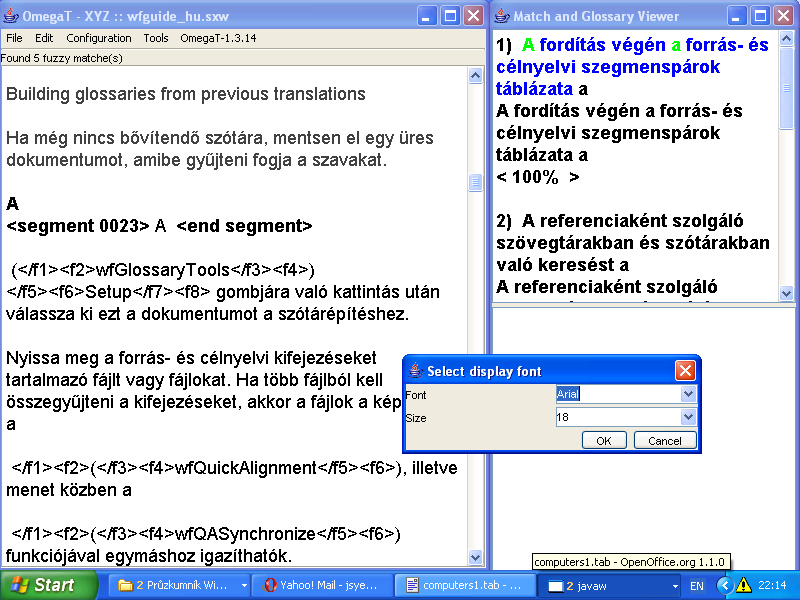 OmegaT - XYZ :: wfguide_hu.sxw
File Edit Configuration Tools OmegaT-1.3.14
Found 5 fuzzy matche(s)
Building glossaries from previous translations
Ha még nincs bővítendő szótára, mentsen el egy üres
dokumentumot, amibe gyűjteni fogja a szavakat.
A
<segment 0023> A <end segment>
(</f1><f2>wfGlossaryTools</f3><f4>)
</f5><f6>Setup</f7><f8> gombjára való kattintás után
válassza ki ezt a dokumentumot a szótárépítéshez.
Nyissa meg a forrás- és célnyelvi kifejezéseket
tartalmazó fájlt vagy fájlokat. Ha több fájlból kell
összegyűjteni a kifejezéseket, akkor a fájlok a kép
a
</f1><f2>(</f3><f4>wfQuickAlignment</f5><f6>), illetve
menet közben a
</f1><f2>(</f3><f4>wfQASynchronize</f5><f6>)
funkciójával egymáshoz igazíthatók.
Match and Glossary Viewer
1) A fordítás végén a forrás- és
célnyelvi szegmenspárok
táblázata a
A fordítás végén a forrás- és
célnyelvi szegmenspárok
táblázata a
< 100% >
2) A referenciaként szolgáló
szövegtárakban és szótárakban
való keresést a
A referenciaként szolgáló
Select display font
Font Arial
Size 18
OK Cancel
computers1.tab - OpenOffice.org 1.1.0
Start 2 Průzkumník Wi... Yahoo! Mail - jsye... computers1.tab - ... 2 javaw EN 22:14